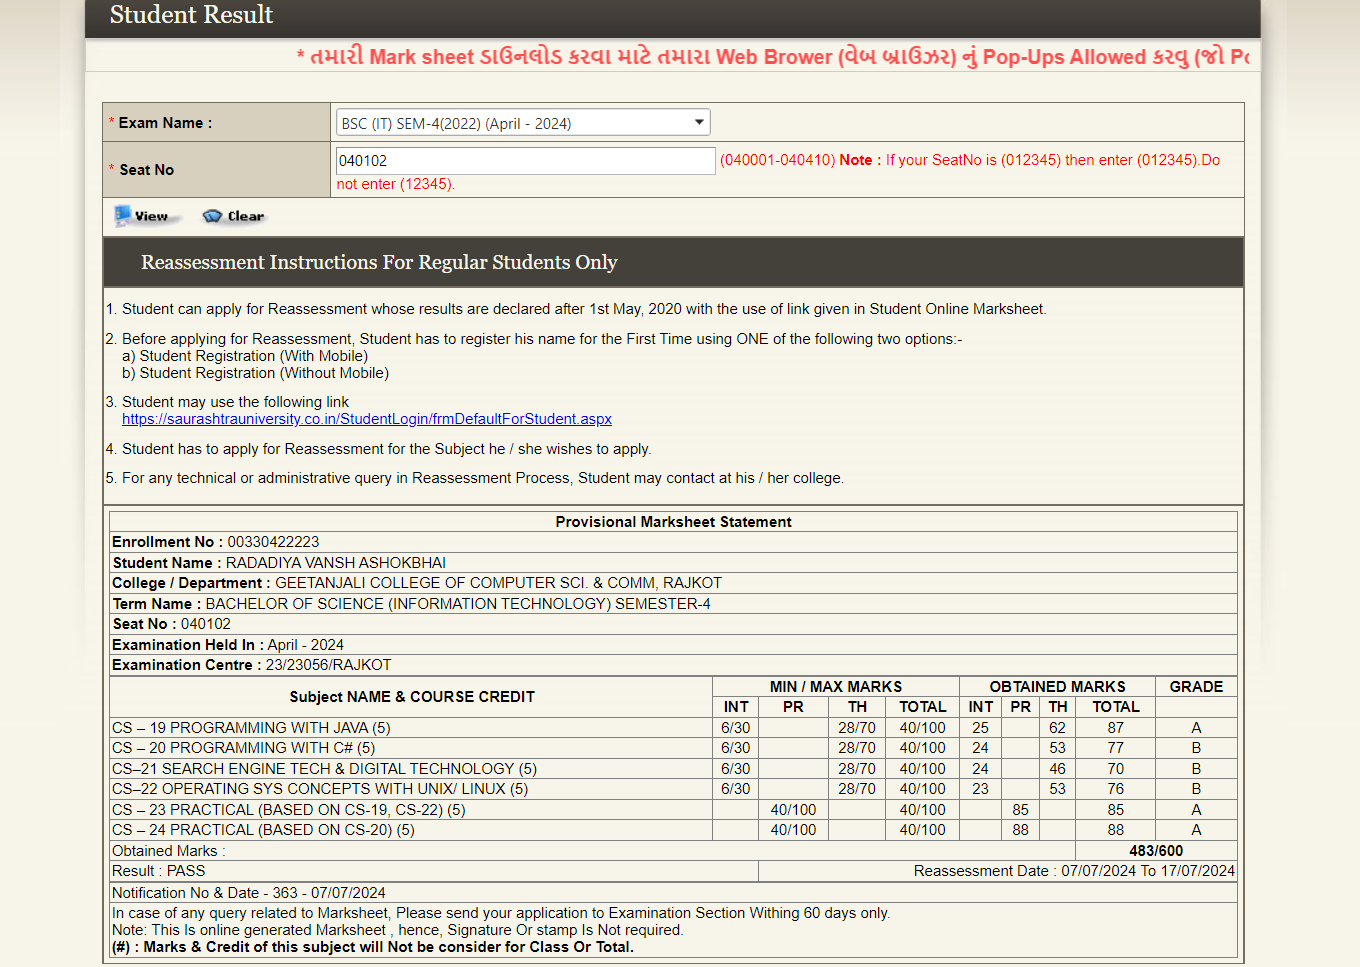 Student Result
* તમારી Mark sheet ડાઉનલોડ કરવા માટે તમારા Web Brower (વેબ બ્રાઉઝર) નું Pop-Ups Allowed કરવુ (જો
* Exam Name :
BSC (IT) SEM-4(2022) (April - 2024)
* Seat No
040102
(040001-040410) Note : If your SeatNo is (012345) then enter (012345).Do
not enter (12345).
View Clear
Reassessment Instructions For Regular Students Only
1. Student can apply for Reassessment whose results are declared after 1st May, 2020 with the use of link given in Student Online Marksheet.
2. Before applying for Reassessment, Student has to register his name for the First Time using ONE of the following two options:-
a) Student Registration (With Mobile)
b) Student Registration (Without Mobile)
3. Student may use the following link
https://saurashtrauniversity.co.in/StudentLogin/frmDefaultForStudent.aspx
4. Student has to apply for Reassessment for the Subject he / she wishes to apply.
5. For any technical or administrative query in Reassessment Process, Student may contact at his / her college.
Provisional Marksheet Statement
Enrollment No : 00330422223
Student Name : RADADIYA VANSH ASHOKBHAI
College / Department : GEETANJALI COLLEGE OF COMPUTER SCI. & COMM, RAJKOT
Term Name : BACHELOR OF SCIENCE (INFORMATION TECHNOLOGY) SEMESTER-4
Seat No : 040102
Examination Held In : April - 2024
Examination Centre : 23/23056/RAJKOT
Subject NAME & COURSE CREDIT MIN / MAX MARKS OBTAINED MARKS GRADE
INT PR TH TOTAL INT PR TH TOTAL
CS – 19 PROGRAMMING WITH JAVA (5) 6/30 28/70 40/100 25 62 87 A
CS – 20 PROGRAMMING WITH C# (5) 6/30 28/70 40/100 24 53 77 B
CS–21 SEARCH ENGINE TECH & DIGITAL TECHNOLOGY (5) 6/30 28/70 40/100 24 46 70 B
CS–22 OPERATING SYS CONCEPTS WITH UNIX/ LINUX (5) 6/30 28/70 40/100 23 53 76 B
CS – 23 PRACTICAL (BASED ON CS-19, CS-22) (5) 40/100 40/100 85 85 A
CS – 24 PRACTICAL (BASED ON CS-20) (5) 40/100 40/100 88 88 A
Obtained Marks : 483/600
Result : PASS Reassessment Date : 07/07/2024 To 17/07/2024
Notification No & Date - 363 - 07/07/2024
In case of any query related to Marksheet, Please send your application to Examination Section Withing 60 days only.
Note: This Is online generated Marksheet , hence, Signature Or stamp Is Not required.
(#) : Marks & Credit of this subject will Not be consider for Class Or Total.